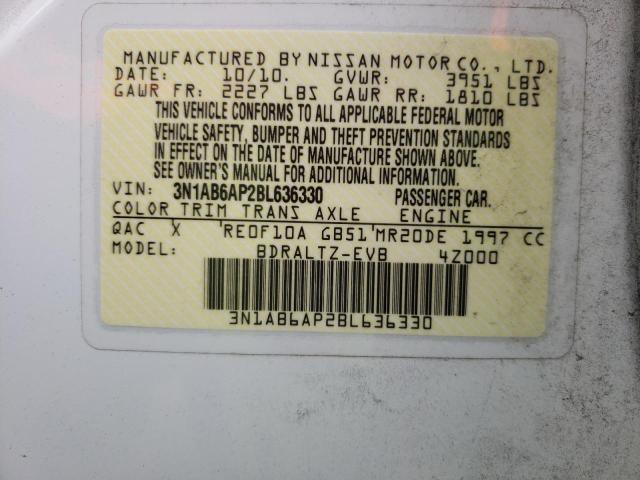 MANUFACTURED BY NISSAN MOTOR CO., LTD.
DATE: 10/10. GVWR: 3951 LBS
GAWR FR: 2227 LBS GAWR RR: 1810 LBS
THIS VEHICLE CONFORMS TO ALL APPLICABLE FEDERAL MOTOR
VEHICLE SAFETY, BUMPER AND THEFT PREVENTION STANDARDS
IN EFFECT ON THE DATE OF MANUFACTURE SHOWN ABOVE.
SEE OWNER'S MANUAL FOR ADDITIONAL INFORMATION.
VIN: 3N1AB6AP2BL636330 PASSENGER CAR.
COLOR TRIM TRANS AXLE ENGINE
QAC X 'REOF10A GB51'MR20DE 1997 CC
MODEL: BDRALTZ-EVB 4Z000
3N1AB6AP2BL636330